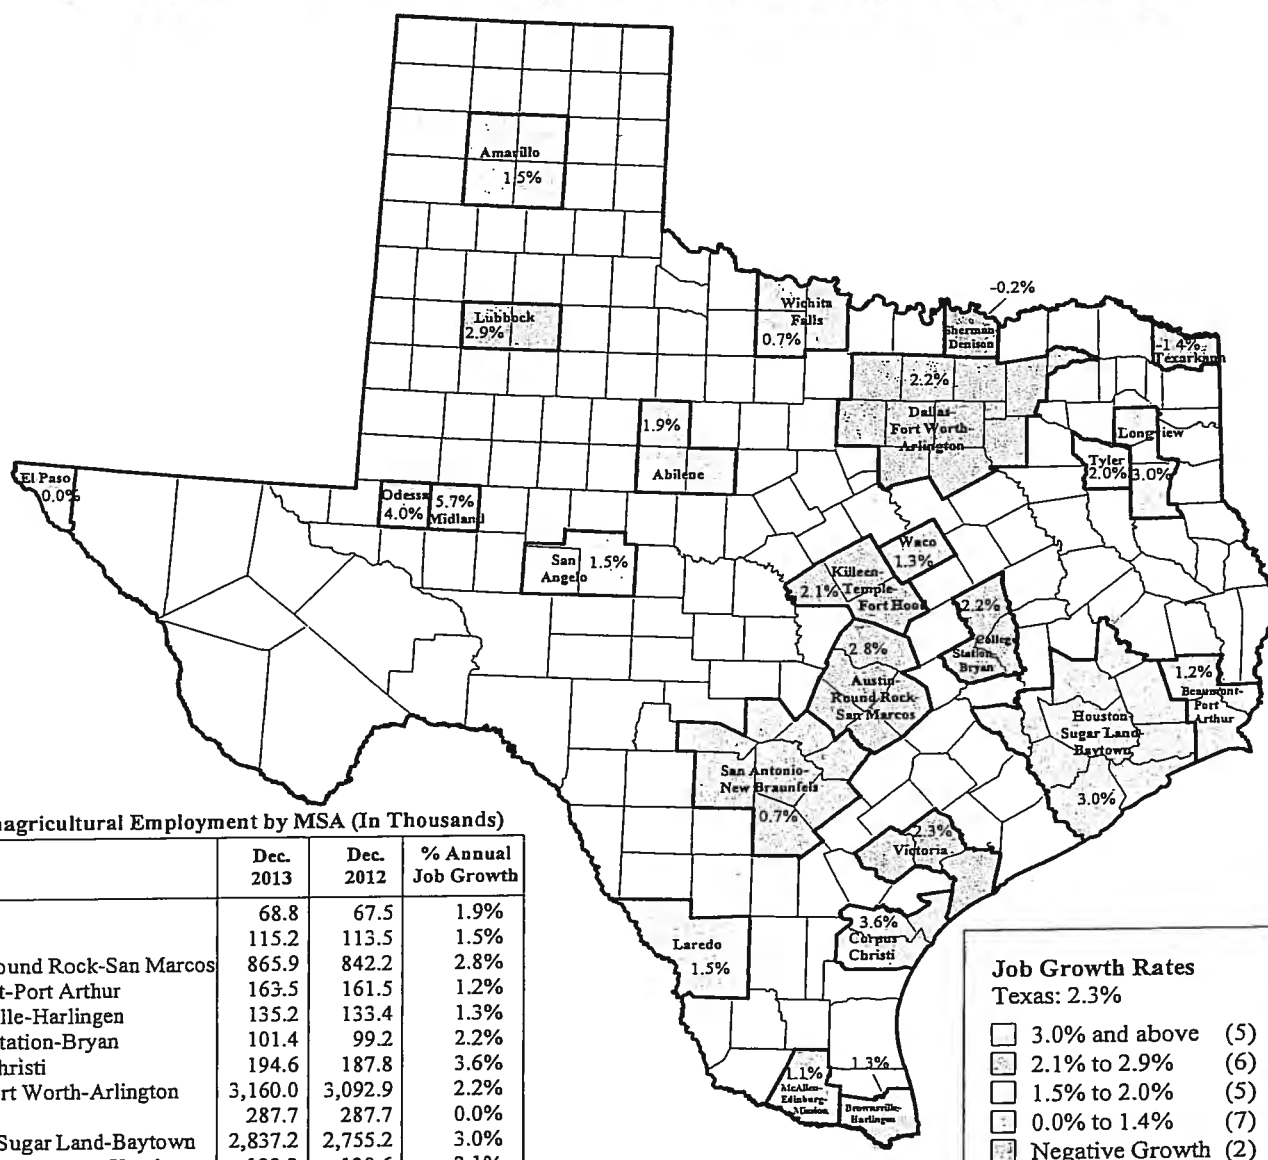 Amarillo
1.5%
Lubbock
2.9%
Wichita
Falls
0.7%
-0.2%
Sherman-
Denison
-1.4%
Texarkana
2.2%
Dallas-
Fort Worth-
Arlington
1.9%
Abilene
Longview
3.0%
Tyler
2.0%
El Paso
0.0%
Odessa
4.0%
5.7%
Midland
San
Angelo
1.5%
Waco
1.3%
Killeen-
Temple-
Fort Hood
2.1%
2.2%
College
Station-
Bryan
2.8%
Austin-
Round Rock-
San Marcos
1.2%
Beaumont-
Port
Arthur
Houston-
Sugar Land-
Baytown
3.0%
San Antonio-
New Braunfels
0.7%
2.3%
Victoria
3.6%
Corpus
Christi
Laredo
1.5%
1.1%
McAllen-
Edinburg-
Mission
1.3%
Brownsville-
Harlingen
nagricultural Employment by MSA (In Thousands)
Dec. 2013 Dec. 2012 % Annual Job Growth
68.8 67.5 1.9%
115.2 113.5 1.5%
ound Rock-San Marcos 865.9 842.2 2.8%
t-Port Arthur 163.5 161.5 1.2%
lle-Harlingen 135.2 133.4 1.3%
tation-Bryan 101.4 99.2 2.2%
hristi 194.6 187.8 3.6%
rt Worth-Arlington 3,160.0 3,092.9 2.2%
287.7 287.7 0.0%
Sugar Land-Baytown 2,837.2 2,755.2 3.0%
Job Growth Rates
Texas: 2.3%
3.0% and above (5)
2.1% to 2.9% (6)
1.5% to 2.0% (5)
0.0% to 1.4% (7)
Negative Growth (2)